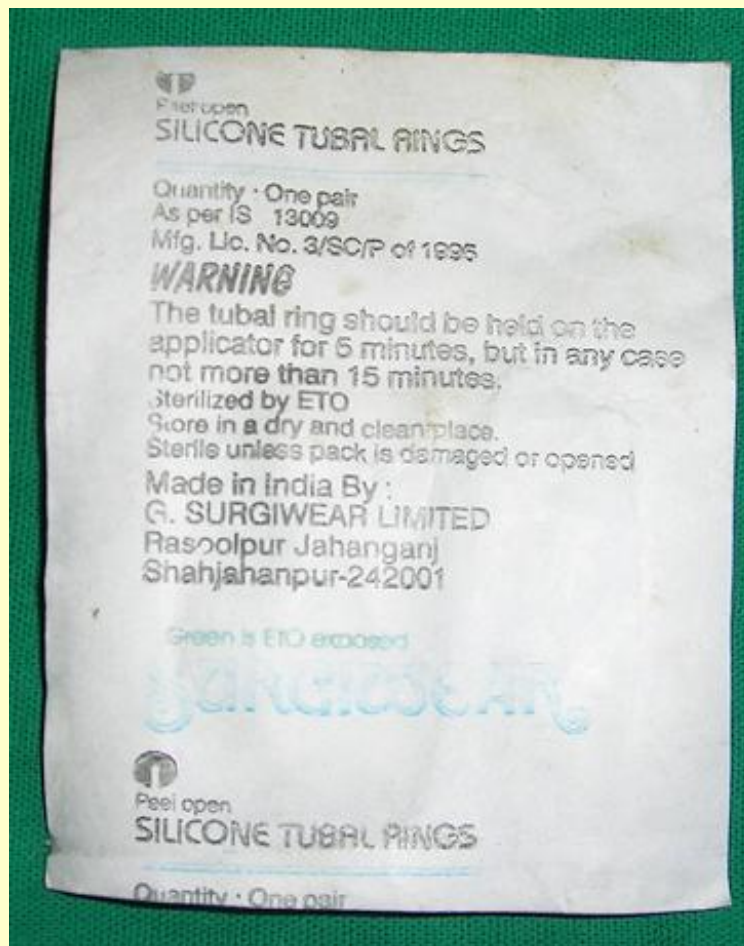 Peel open
SILICONE TUBAL RINGS
Quantity · One pair
As per IS 13009
Mfg. Lic. No. 3/SC/P of 1995
WARNING
The tubal ring should be held on the
applicator for 5 minutes, but in any case
not more than 15 minutes.
Sterilized by ETO
Store in a dry and clean place.
Sterile unless pack is damaged or opened
Made in India By :
G. SURGIWEAR LIMITED
Rasoolpur Jahanganj
Shahjahanpur-242001
Green is ETO exposed
SURGIWEAR
Peel open
SILICONE TUBAL RINGS
Quantity · One pair